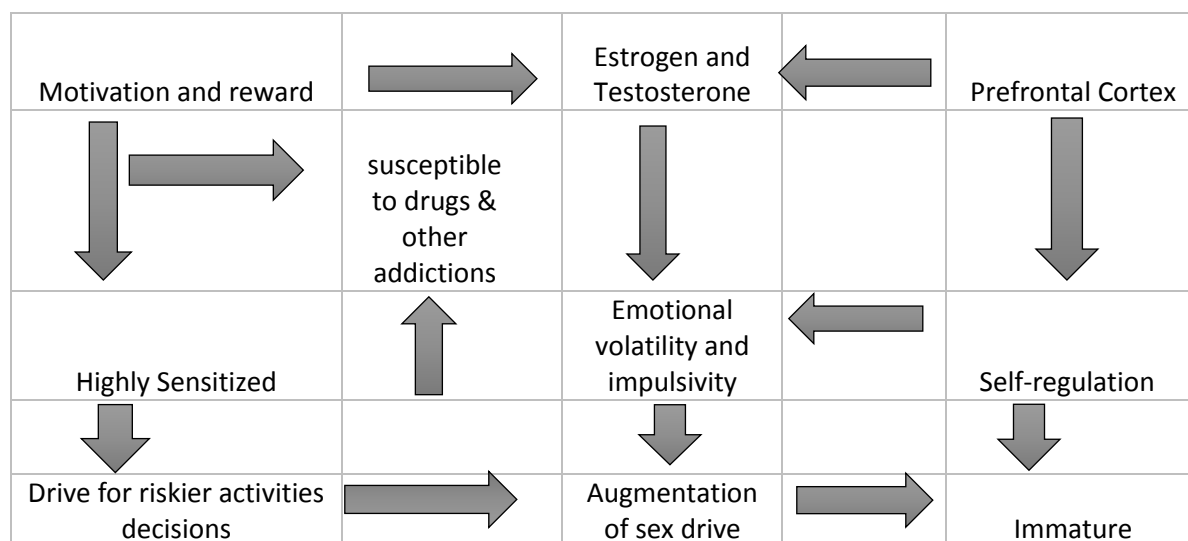 Motivation and reward
Estrogen and
Testosterone
Prefrontal Cortex
susceptible
to drugs &
other
addictions
Highly Sensitized
Emotional
volatility and
impulsivity
Self-regulation
Drive for riskier activities
decisions
Augmentation
of sex drive
Immature